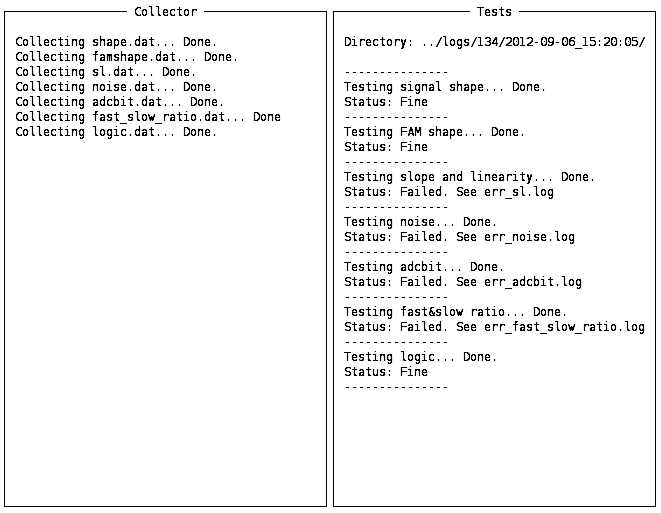 Collector
Collecting shape.dat... Done.
Collecting famshape.dat... Done.
Collecting sl.dat... Done.
Collecting noise.dat... Done.
Collecting adcbit.dat... Done.
Collecting fast_slow_ratio.dat... Done
Collecting logic.dat... Done.
Tests
Directory: ../logs/134/2012-09-06_15:20:05/
---------------
Testing signal shape... Done.
Status: Fine
---------------
Testing FAM shape... Done.
Status: Fine
---------------
Testing slope and linearity... Done.
Status: Failed. See err_sl.log
---------------
Testing noise... Done.
Status: Failed. See err_noise.log
---------------
Testing adcbit... Done.
Status: Failed. See err_adcbit.log
---------------
Testing fast&slow ratio... Done.
Status: Failed. See err_fast_slow_ratio.log
---------------
Testing logic... Done.
Status: Fine
---------------